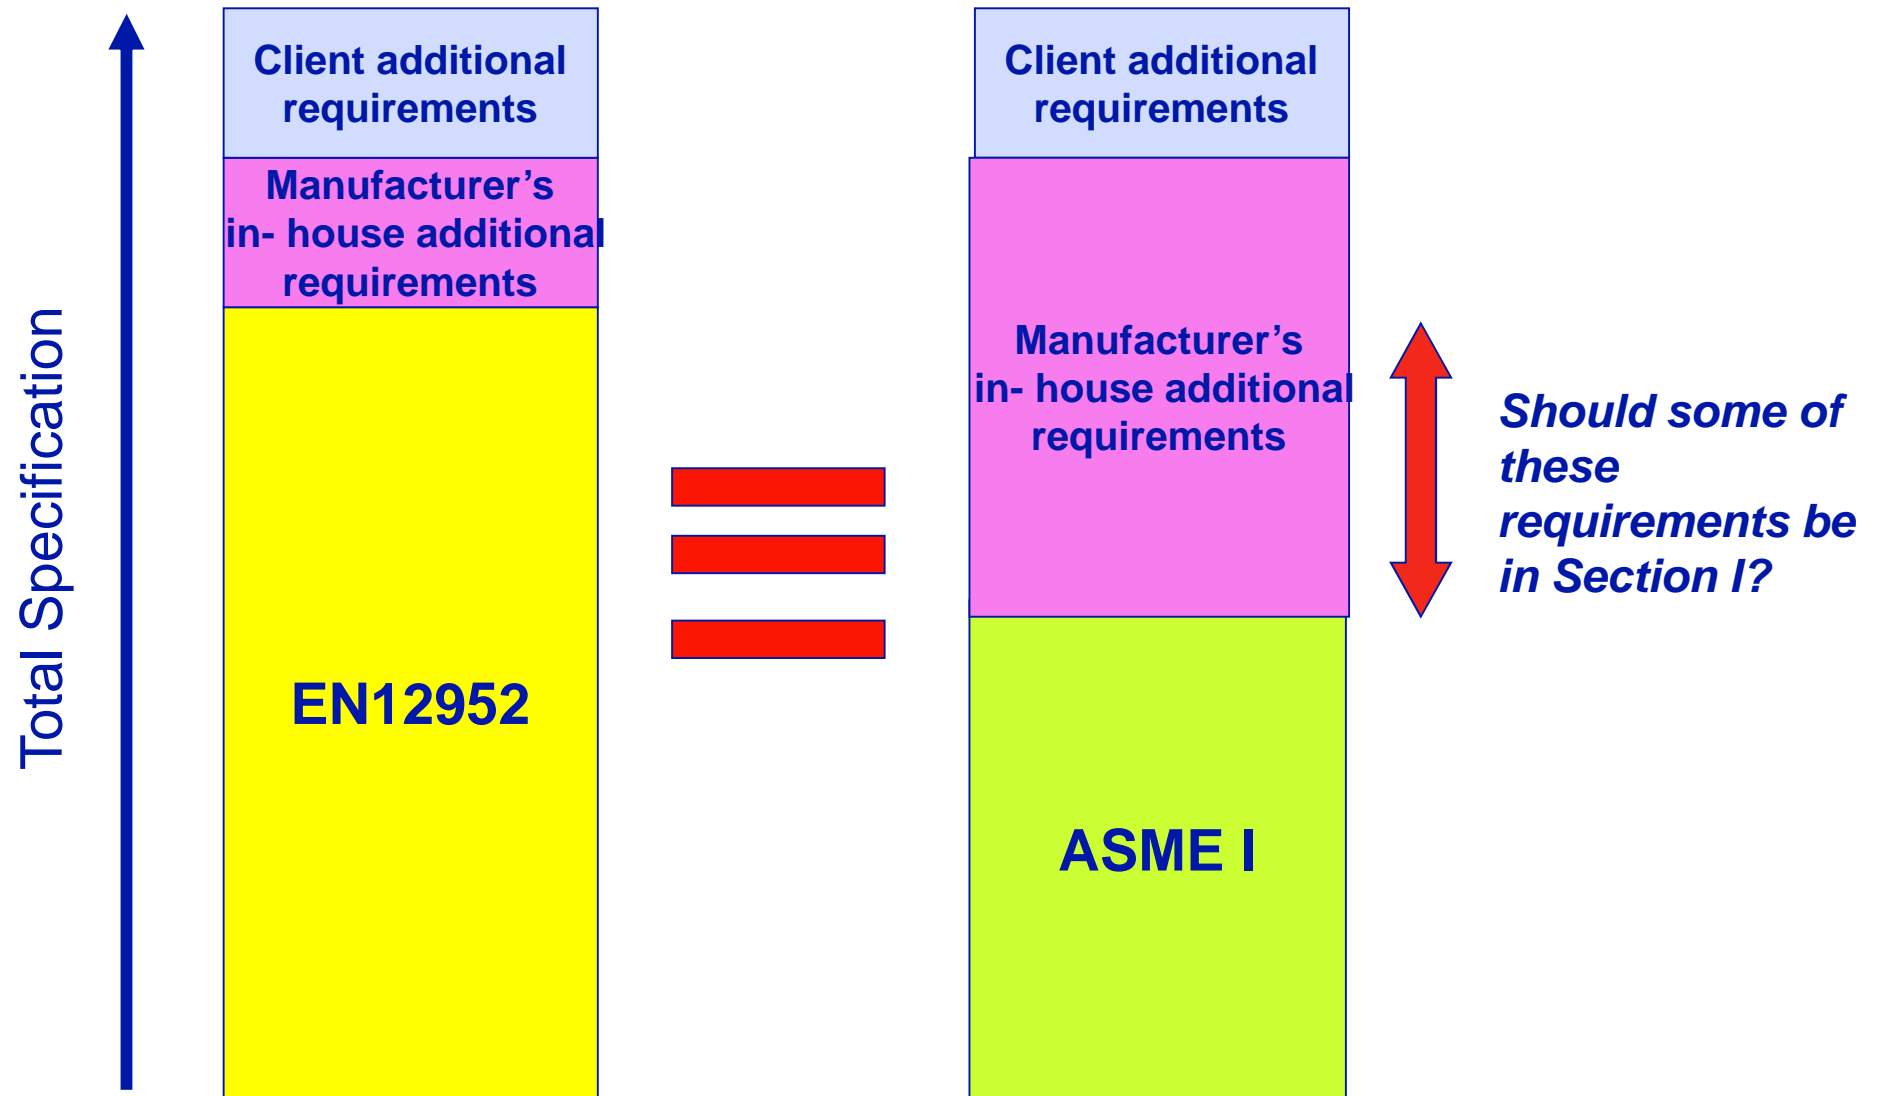 Total Specification
Client additional
requirements
Manufacturer’s
in- house additional
requirements
EN12952
Client additional
requirements
Manufacturer’s
in- house additional
requirements
ASME I
Should some of
these
requirements be
in Section I?